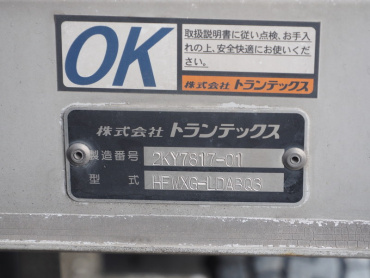 OK
取扱説明書に従い点検、お手入
れの上、安全快適にお使いくだ
さい。
株式会社 トランテックス
株式会社 トランテックス
製造番号 2KY7817-01
型式